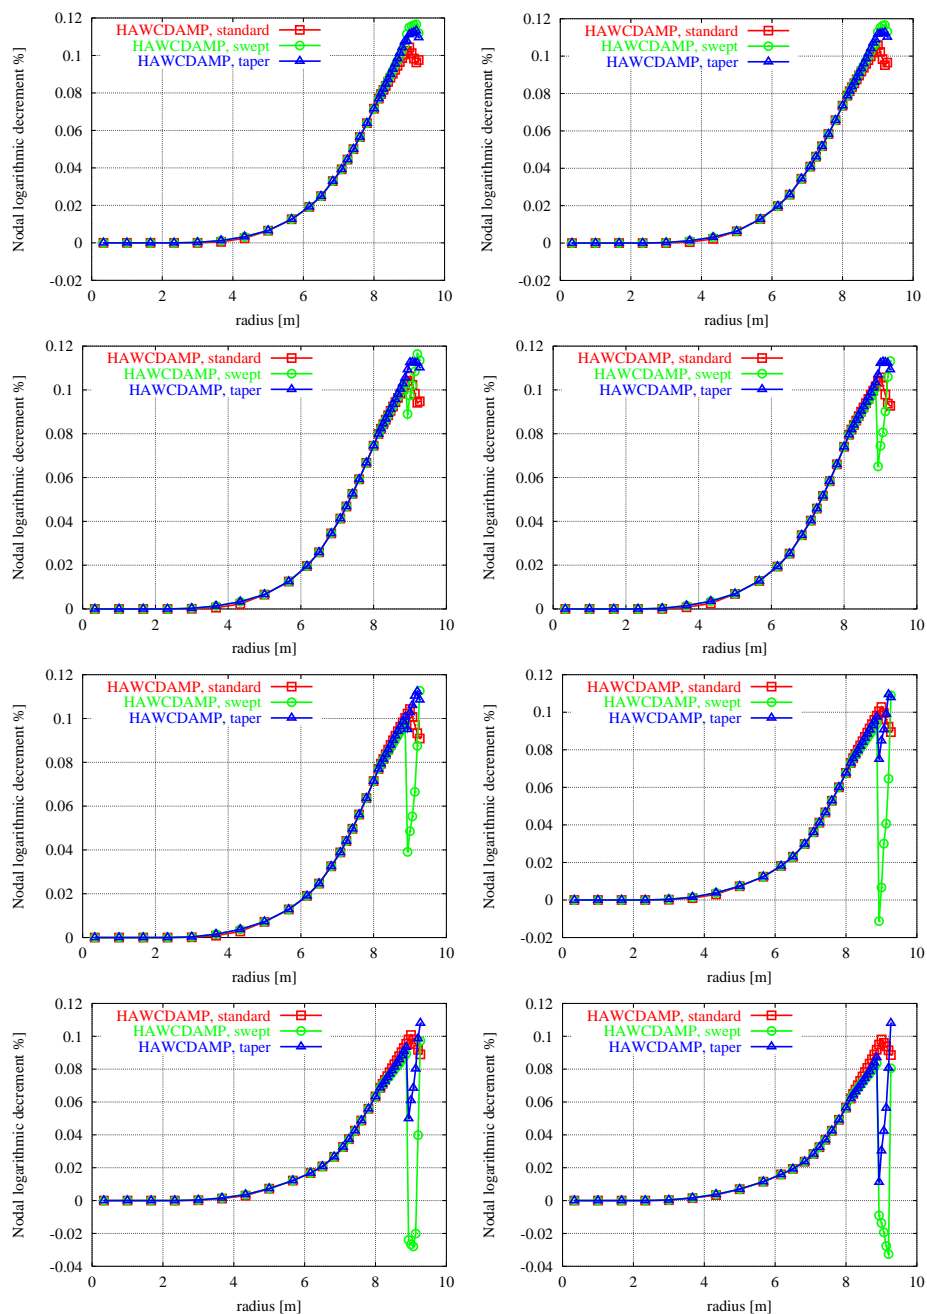 0.12
0.1
0.08
0.06
0.04
0.02
0
-0.02
0 2 4 6 8 10
radius [m]
Nodal logarithmic decrement %]
HAWCDAMP, standard
HAWCDAMP, swept
HAWCDAMP, taper
0.12
0.1
0.08
0.06
0.04
0.02
0
-0.02
0 2 4 6 8 10
radius [m]
Nodal logarithmic decrement %]
HAWCDAMP, standard
HAWCDAMP, swept
HAWCDAMP, taper
0.12
0.1
0.08
0.06
0.04
0.02
0
0 2 4 6 8 10
radius [m]
Nodal logarithmic decrement %]
HAWCDAMP, standard
HAWCDAMP, swept
HAWCDAMP, taper
0.12
0.1
0.08
0.06
0.04
0.02
0
0 2 4 6 8 10
radius [m]
Nodal logarithmic decrement %]
HAWCDAMP, standard
HAWCDAMP, swept
HAWCDAMP, taper
0.12
0.1
0.08
0.06
0.04
0.02
0
0 2 4 6 8 10
radius [m]
Nodal logarithmic decrement %]
HAWCDAMP, standard
HAWCDAMP, swept
HAWCDAMP, taper
0.12
0.1
0.08
0.06
0.04
0.02
0
-0.02
0 2 4 6 8 10
radius [m]
Nodal logarithmic decrement %]
HAWCDAMP, standard
HAWCDAMP, swept
HAWCDAMP, taper
0.12
0.1
0.08
0.06
0.04
0.02
0
-0.02
-0.04
0 2 4 6 8 10
radius [m]
Nodal logarithmic decrement %]
HAWCDAMP, standard
HAWCDAMP, swept
HAWCDAMP, taper
0.12
0.1
0.08
0.06
0.04
0.02
0
-0.02
-0.04
0 2 4 6 8 10
radius [m]
Nodal logarithmic decrement %]
HAWCDAMP, standard
HAWCDAMP, swept
HAWCDAMP, taper